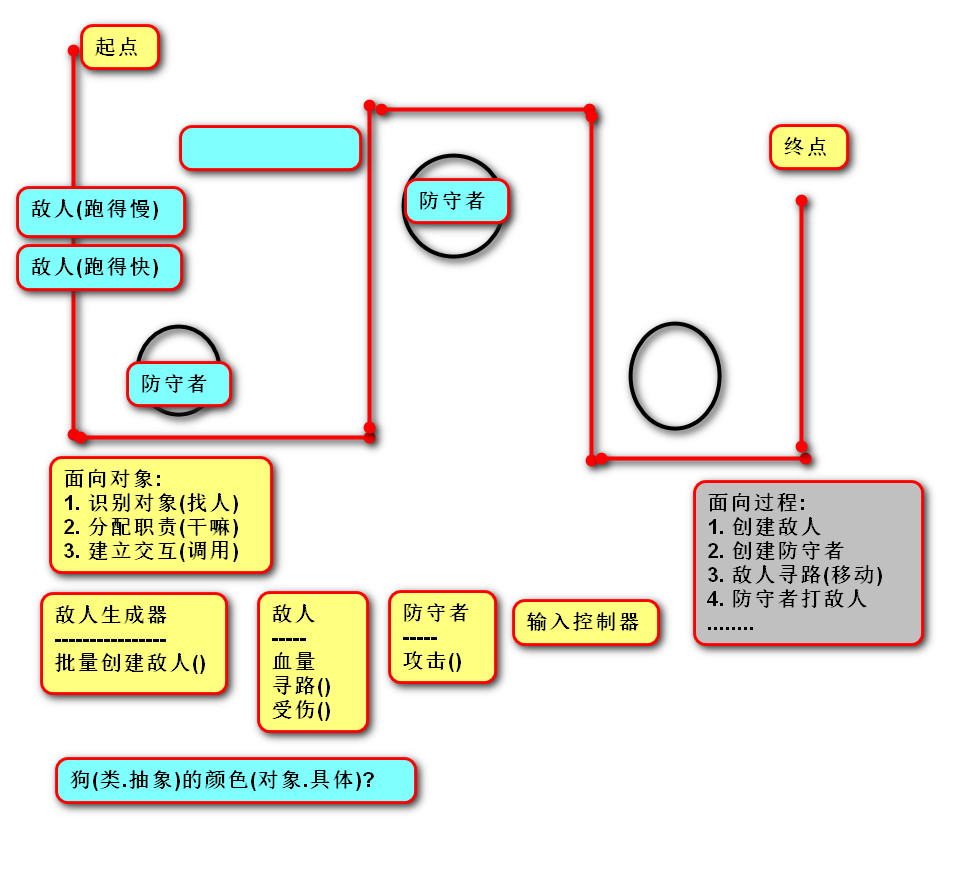 起点
终点
敌人(跑得慢)
防守者
敌人(跑得快)
防守者
面向对象:
1. 识别对象(找人)
2. 分配职责(干嘛)
3. 建立交互(调用)
面向过程:
1. 创建敌人
2. 创建防守者
3. 敌人寻路(移动)
4. 防守者打敌人
........
敌人生成器
----------------
批量创建敌人()
敌人
-----
血量
寻路()
受伤()
防守者
-----
攻击()
输入控制器
狗(类.抽象)的颜色(对象.具体)?